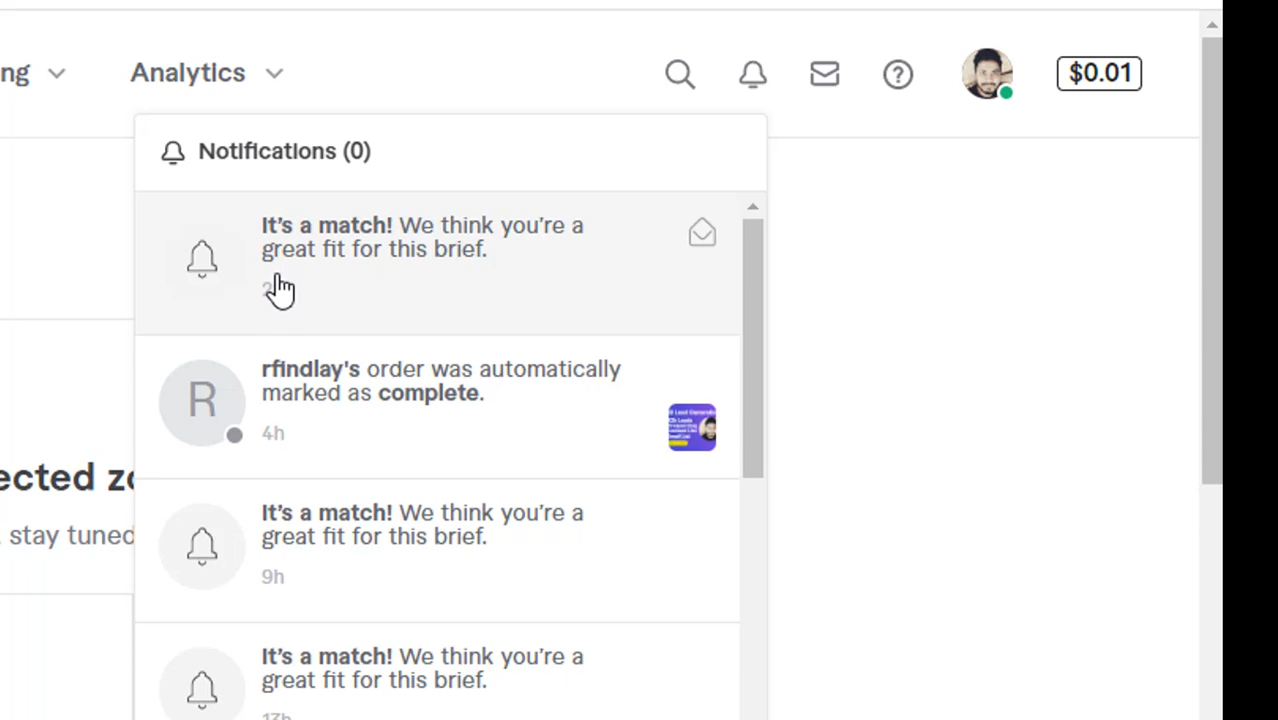 ng
Analytics
$0.01
Notifications (0)
It's a match! We think you're a
great fit for this brief.
R
rfindlay's order was automatically
marked as complete.
4h
ected zo
stay tuned
It's a match! We think you're a
great fit for this brief.
9h
It's a match! We think you're a
great fit for this brief.
13h